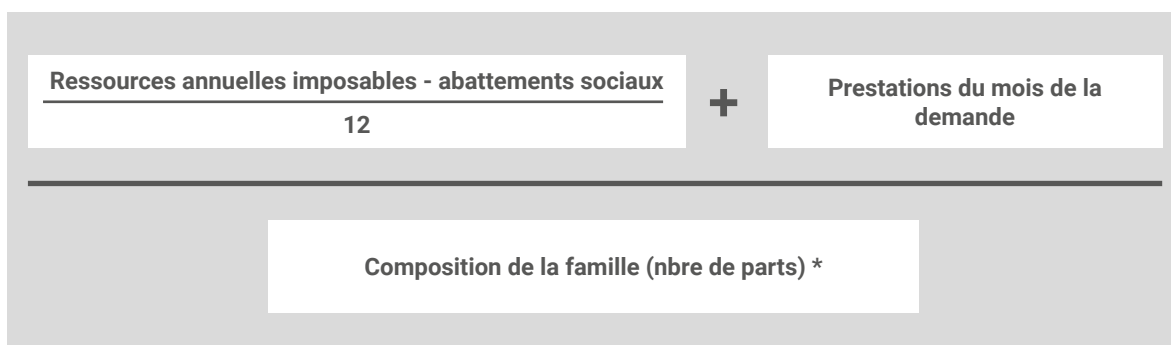 Ressources annuelles imposables - abattements sociaux
12
+
Prestations du mois de la
demande
Composition de la famille (nbre de parts) *